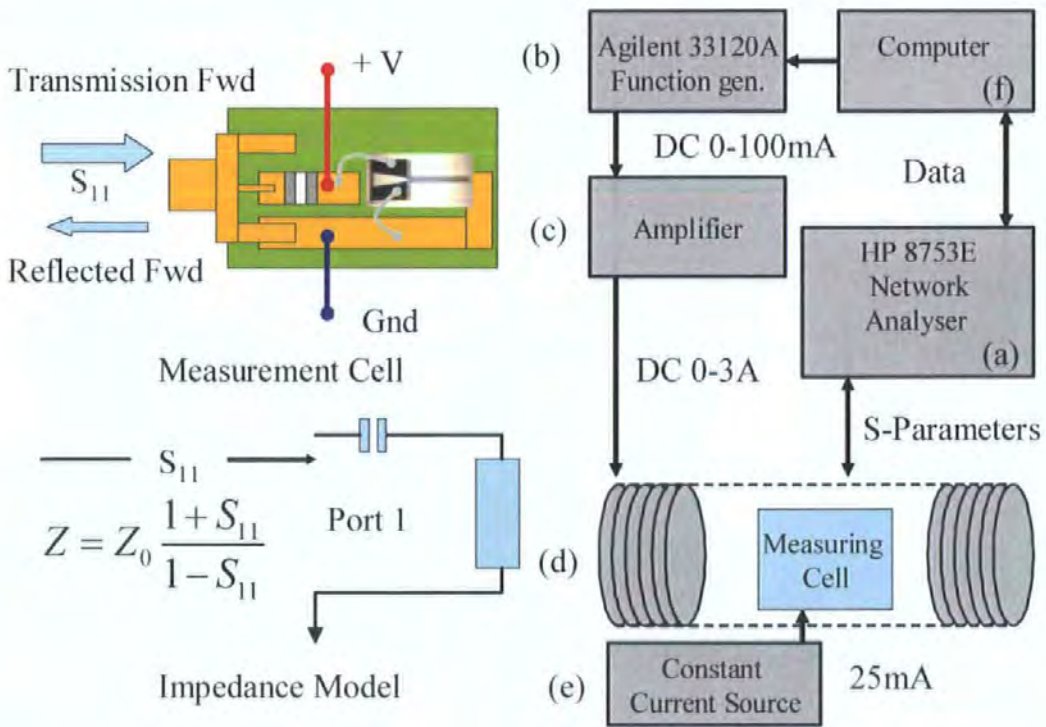 Transmission Fwd
S11
Reflected Fwd
+ V
Gnd
Measurement Cell
S11
Z = Z0 1 + S11 / 1 − S11
Port 1
Impedance Model
(b)
Agilent 33120A
Function gen.
Computer
(f)
DC 0-100mA
Data
(c)
Amplifier
HP 8753E
Network
Analyser
(a)
DC 0-3A
S-Parameters
(d)
Measuring
Cell
(e)
Constant
Current Source
25mA